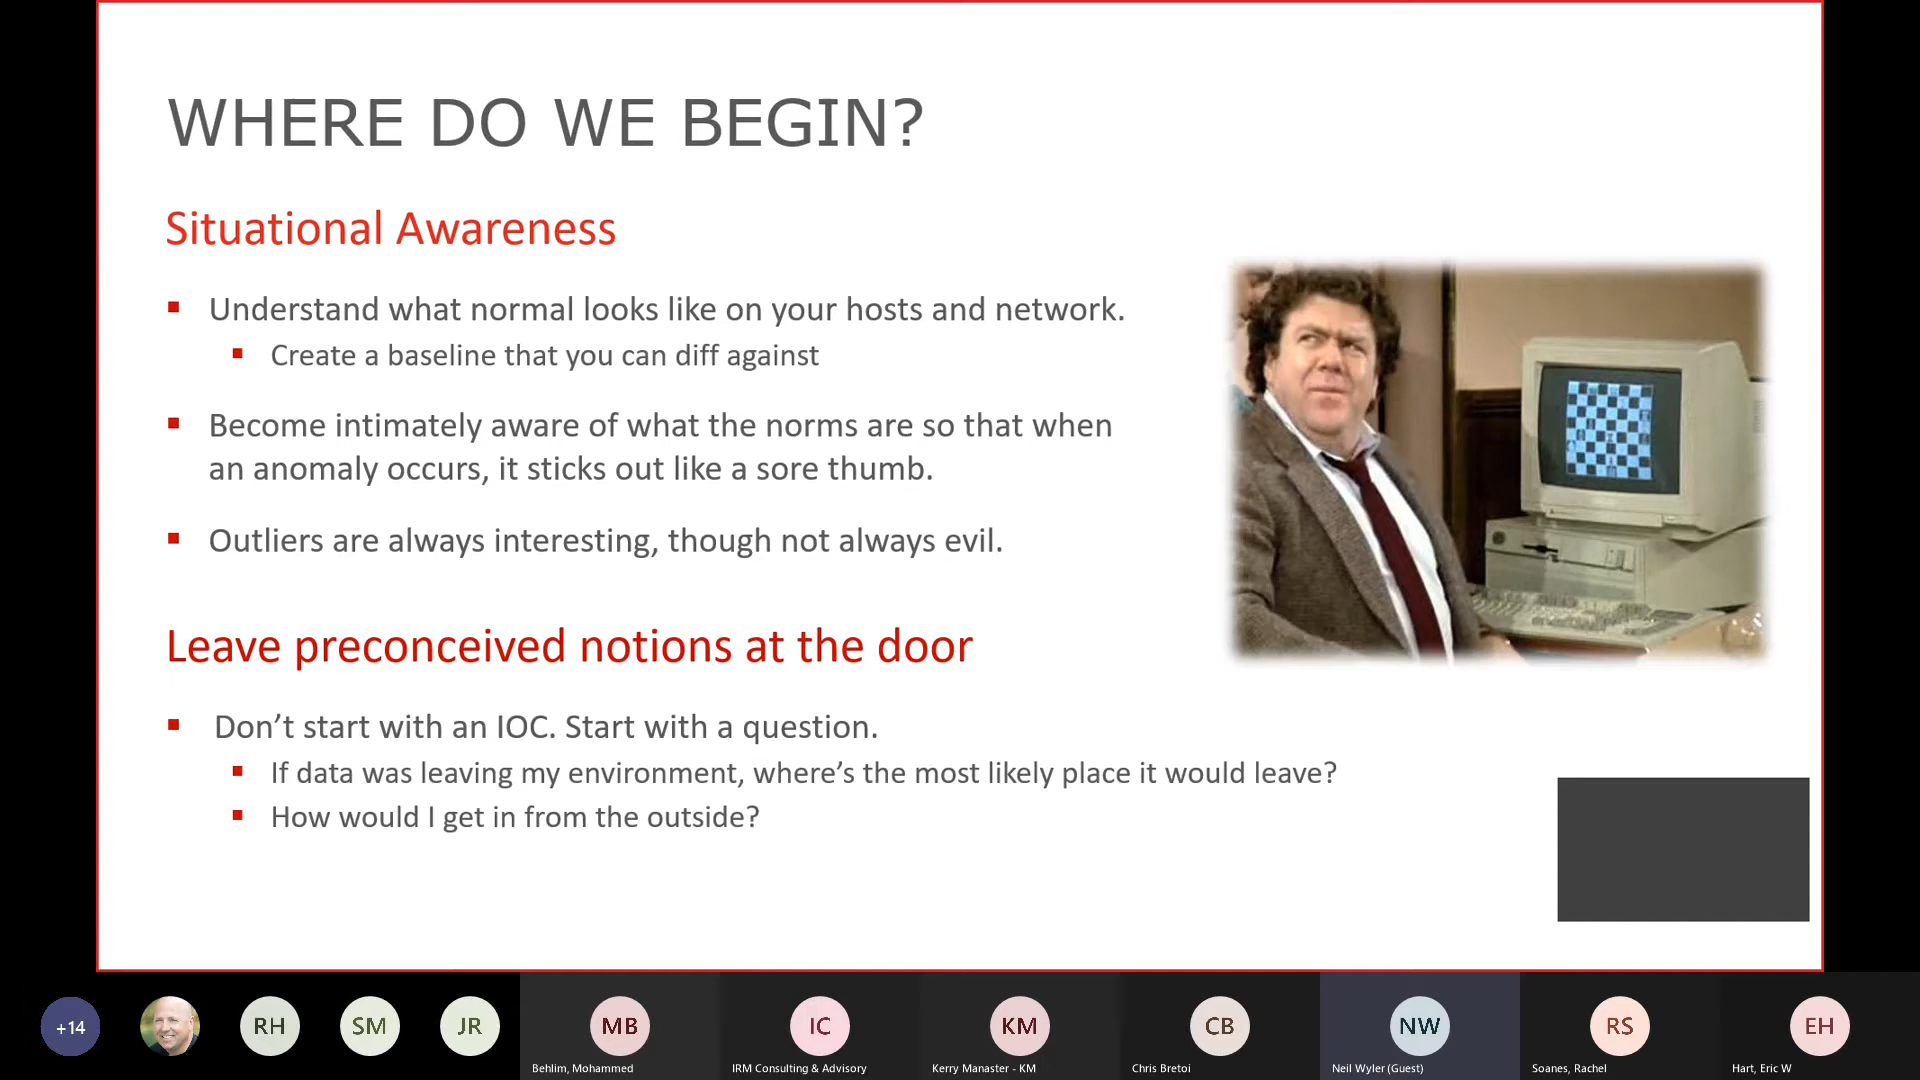 WHERE DO WE BEGIN?
Situational Awareness
Understand what normal looks like on your hosts and network.
Create a baseline that you can diff against
Become intimately aware of what the norms are so that when
an anomaly occurs, it sticks out like a sore thumb.
Outliers are always interesting, though not always evil.
Leave preconceived notions at the door
Don’t start with an IOC. Start with a question.
If data was leaving my environment, where’s the most likely place it would leave?
How would I get in from the outside?
+14
RH
SM
JR
MB
IC
KM
CB
NW
RS
EH
Behlim, Mohammed
IRM Consulting & Advisory
Kerry Manaster - KM
Chris Bretoi
Neil Wyler (Guest)
Soanes, Rachel
Hart, Eric W